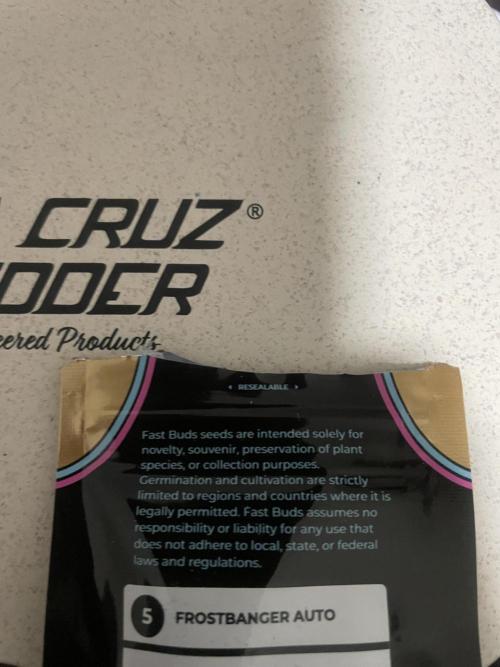 CRUZ®
DDER
ered Products
RESEALABLE
Fast Buds seeds are intended solely for
novelty, souvenir, preservation of plant
species, or collection purposes.
Germination and cultivation are strictly
limited to regions and countries where it is
legally permitted. Fast Buds assumes no
responsibility or liability for any use that
does not adhere to local, state, or federal
laws and regulations.
5 FROSTBANGER AUTO